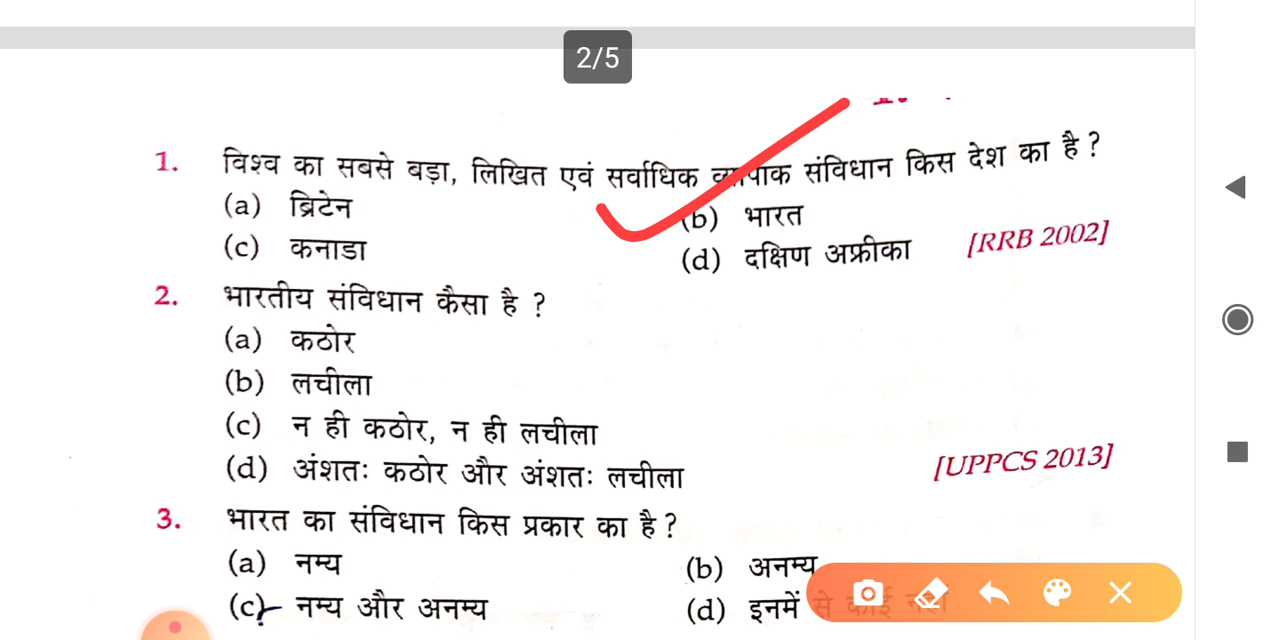 2/5
1. विश्व का सबसे बड़ा, लिखित एवं सर्वाधिक व्यापाक संविधान किस देश का है ?
(a) ब्रिटेन (b) भारत
(c) कनाडा (d) दक्षिण अफ्रीका [RRB 2002]
2. भारतीय संविधान कैसा है ?
(a) कठोर
(b) लचीला
(c) न ही कठोर, न ही लचीला
(d) अंशतः कठोर और अंशतः लचीला [UPPCS 2013]
3. भारत का संविधान किस प्रकार का है ?
(a) नम्य (b) अनम्य
(c) नम्य और अनम्य (d) इनमें से कोई नहीं